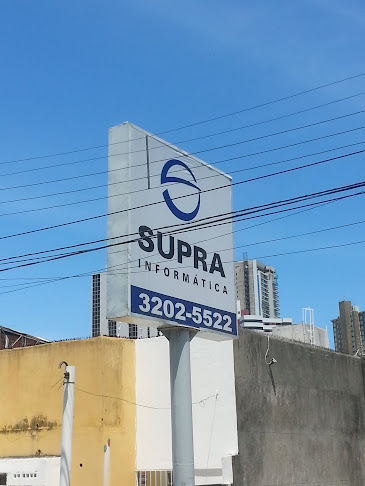 SUPRA
INFORMÁTICA
3202-5522